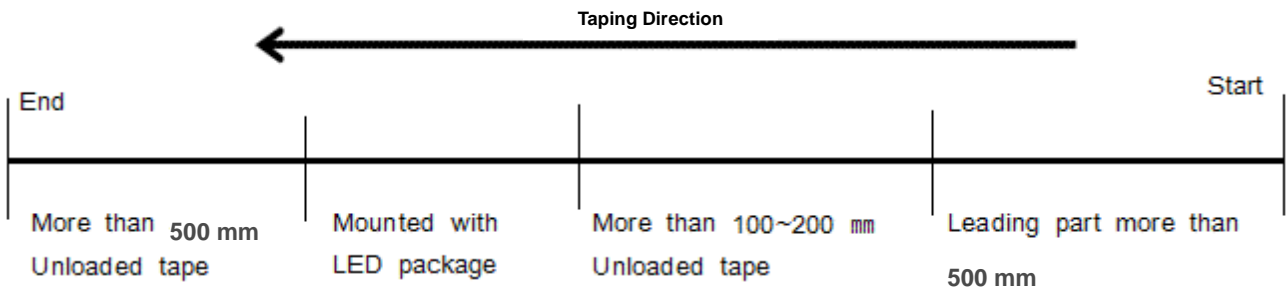 Taping Direction
End
Start
More than 500 mm
Unloaded tape
Mounted with
LED package
More than 100~200 ㎜
Unloaded tape
Leading part more than
500 mm